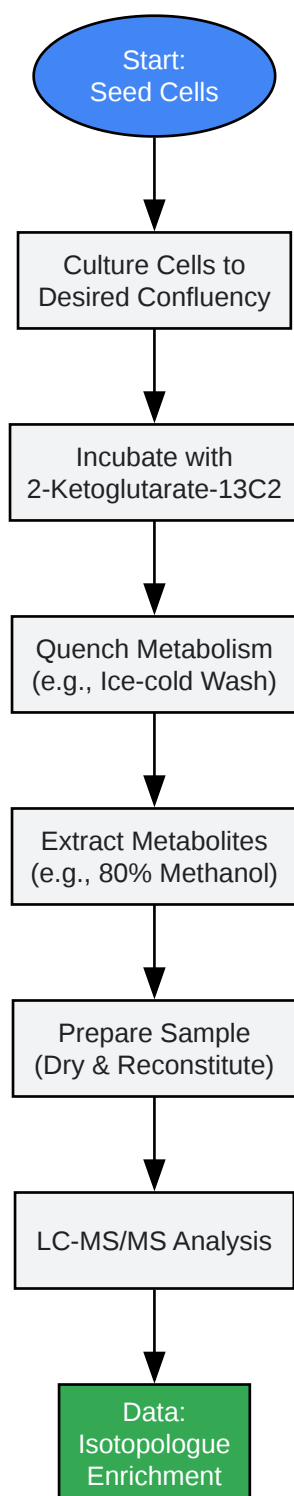 Start:
Seed Cells
Culture Cells to
Desired Confluency
Incubate with
2-Ketoglutarate-13C2
Quench Metabolism
(e.g., Ice-cold Wash)
Extract Metabolites
(e.g., 80% Methanol)
Prepare Sample
(Dry & Reconstitute)
LC-MS/MS Analysis
Data:
Isotopologue
Enrichment